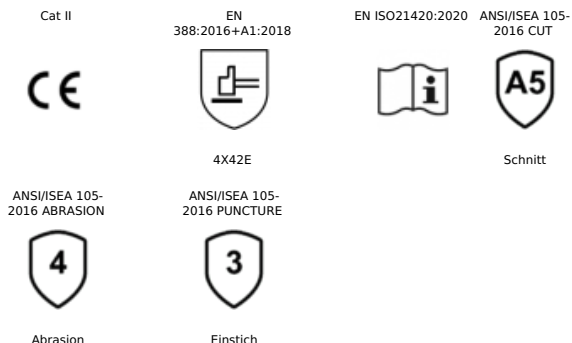 Cat II
EN
388:2016+A1:2018
EN ISO21420:2020
ANSI/ISEA 105-
2016 CUT
CE
i
A5
4X42E
Schnitt
ANSI/ISEA 105-
2016 ABRASION
ANSI/ISEA 105-
2016 PUNCTURE
4
3
Abrasion
Einstich